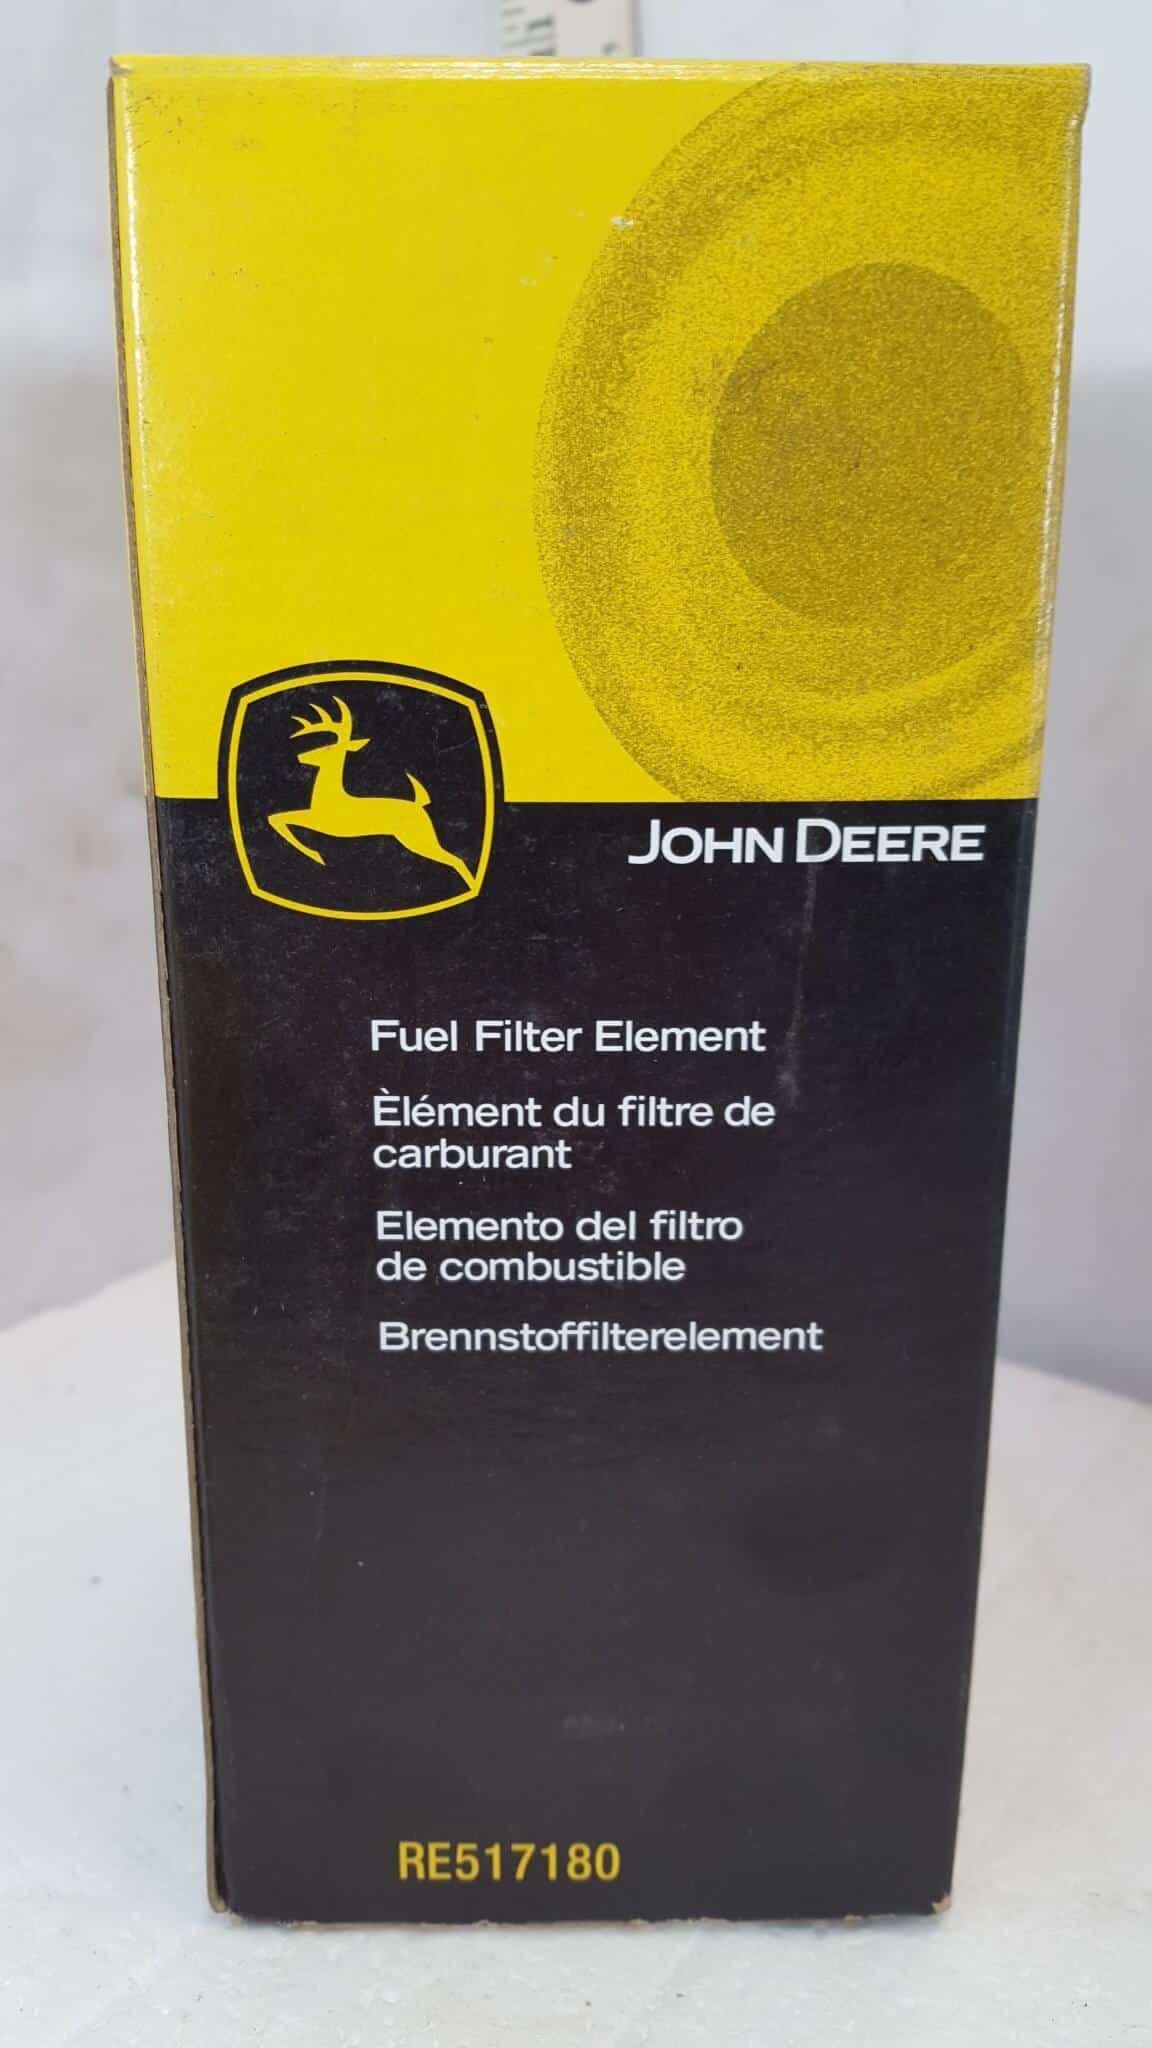 JOHN DEERE
Fuel Filter Element
Èlément du filtre de
carburant
Elemento del filtro
de combustible
Brennstoffilterelement
RE517180